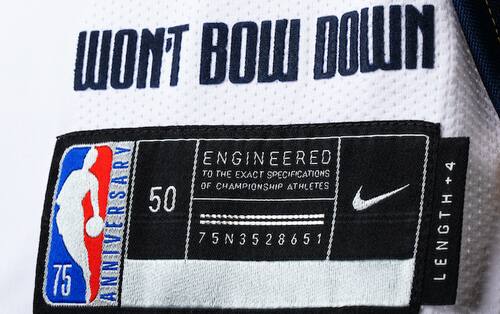 WON'T BOW DOWN
75
ANNIVERSARY
50
ENGINEERED
TO THE EXACT SPECIFICATIONS
OF CHAMPIONSHIP ATHLETES
75N3528651
LENGTH +4